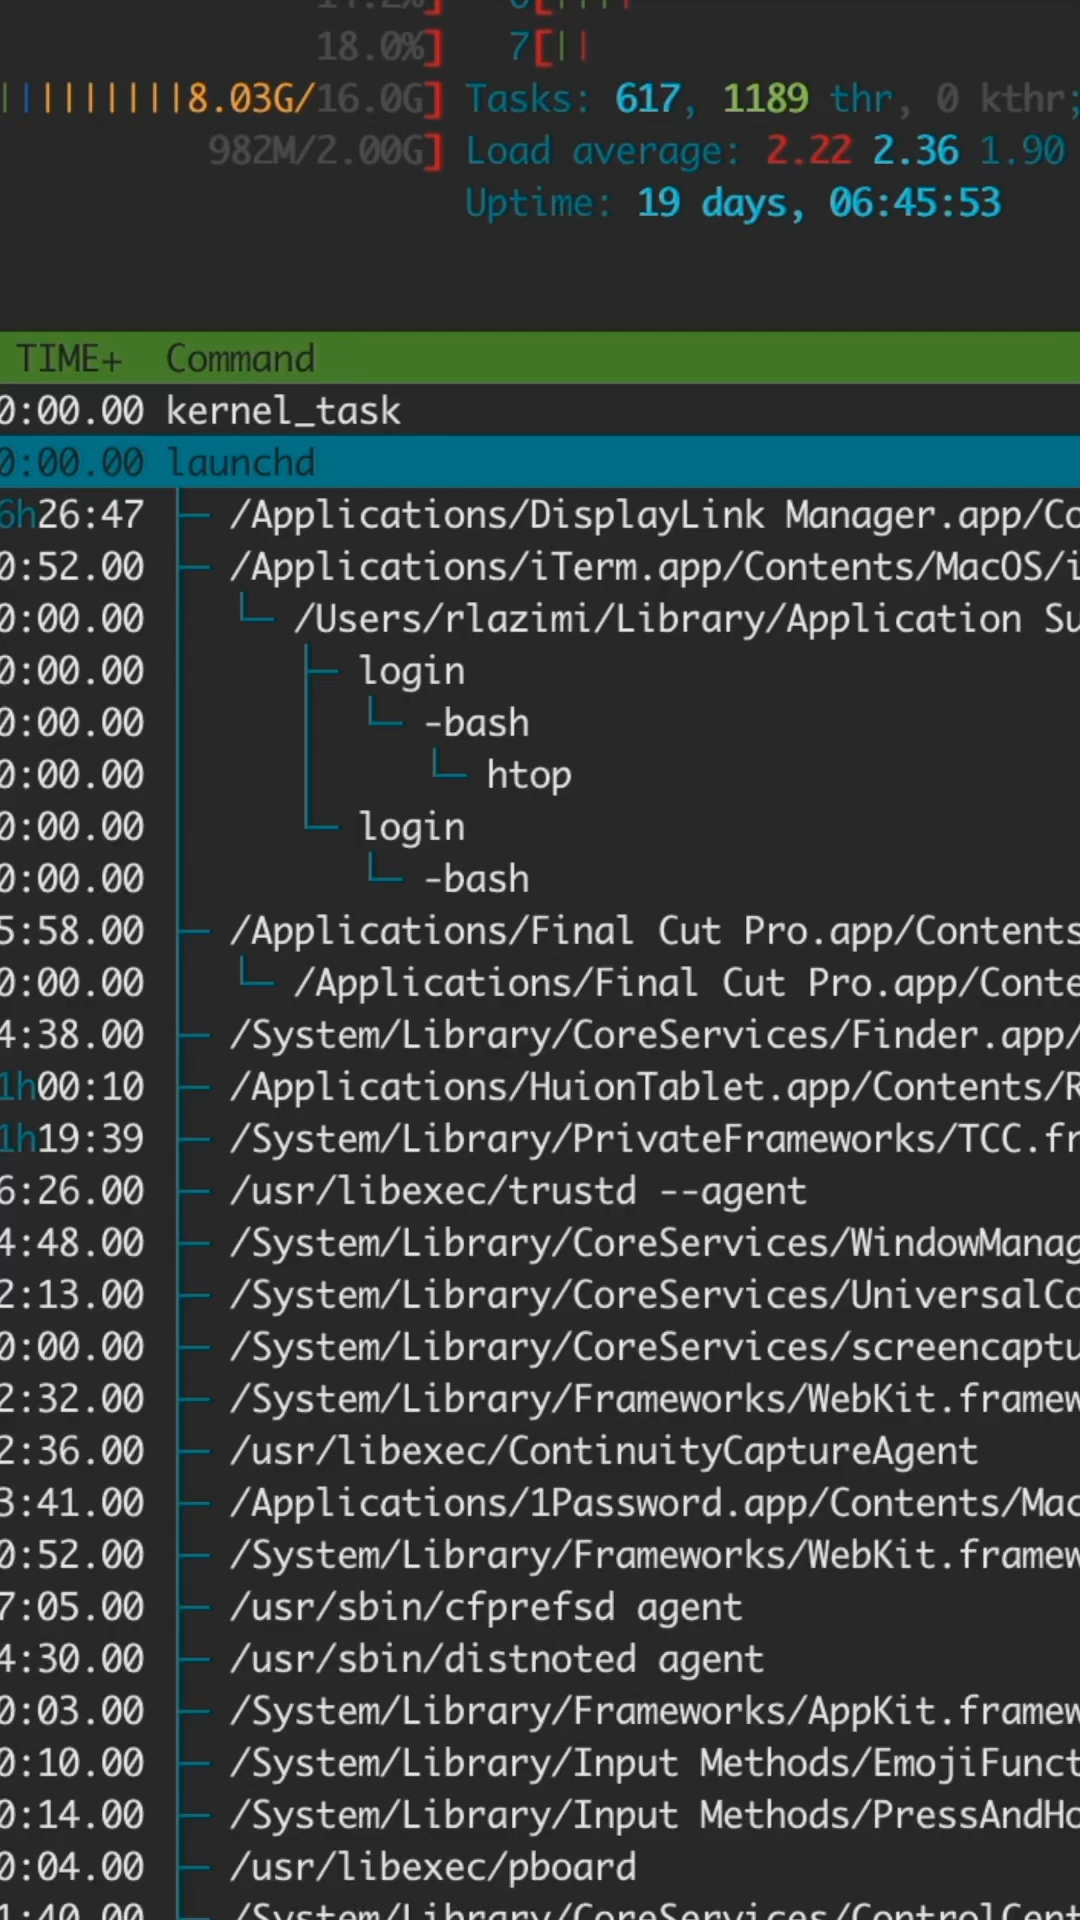 18.0%] 7[||
||||||||||8.03G/16.0G] Tasks: 617, 1189 thr, 0 kthr;
982M/2.00G] Load average: 2.22 2.36 1.90
Uptime: 19 days, 06:45:53
TIME+ Command
0:00.00 kernel_task
0:00.00 launchd
6h26:47 /Applications/DisplayLink Manager.app/Co
0:52.00 /Applications/iTerm.app/Contents/MacOS/i
0:00.00 /Users/rlazimi/Library/Application Su
0:00.00 login
0:00.00 -bash
0:00.00 htop
0:00.00 login
0:00.00 -bash
5:58.00 /Applications/Final Cut Pro.app/Contents
0:00.00 /Applications/Final Cut Pro.app/Conte
4:38.00 /System/Library/CoreServices/Finder.app/
1h00:10 /Applications/HuionTablet.app/Contents/R
1h19:39 /System/Library/PrivateFrameworks/TCC.fr
6:26.00 /usr/libexec/trustd --agent
4:48.00 /System/Library/CoreServices/WindowManag
2:13.00 /System/Library/CoreServices/UniversalCo
0:00.00 /System/Library/CoreServices/screencaptu
2:32.00 /System/Library/Frameworks/WebKit.framew
2:36.00 /usr/libexec/ContinuityCaptureAgent
3:41.00 /Applications/1Password.app/Contents/Mac
0:52.00 /System/Library/Frameworks/WebKit.framew
7:05.00 /usr/sbin/cfprefsd agent
4:30.00 /usr/sbin/distnoted agent
0:03.00 /System/Library/Frameworks/AppKit.framew
0:10.00 /System/Library/Input Methods/EmojiFunct
0:14.00 /System/Library/Input Methods/PressAndHo
0:04.00 /usr/libexec/pboard
1:40.00 /System/Library/CoreServices/ControlCent